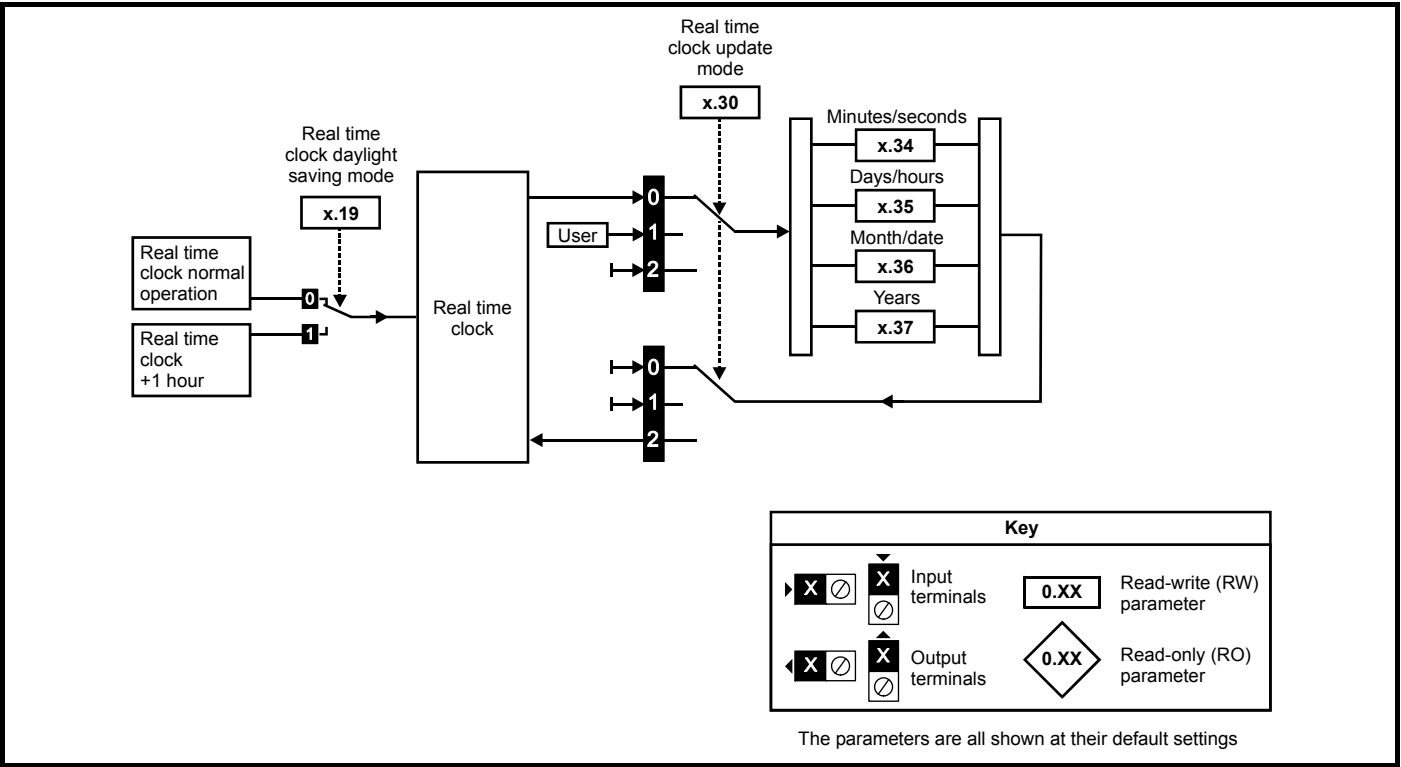 Real time
clock update
mode
x.30
Real time
clock daylight
saving mode
x.19
Real time
clock normal
operation
0
Real time
clock
+1 hour
1
Real time
clock
0
User
1
2
0
1
2
Minutes/seconds
x.34
Days/hours
x.35
Month/date
x.36
Years
x.37
Key
X
X
Input
terminals
0.XX
Read-write (RW)
parameter
X
X
Output
terminals
0.XX
Read-only (RO)
parameter
The parameters are all shown at their default settings